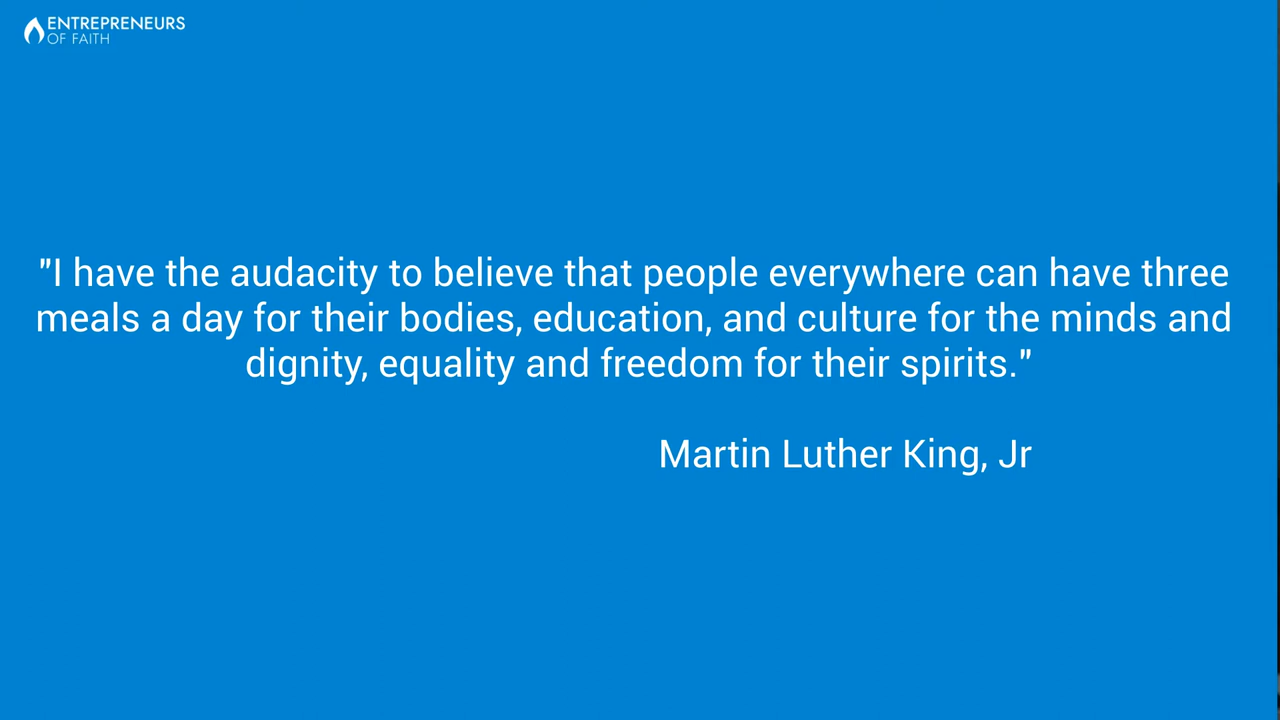 ENTREPRENEURS
OF FAITH
"I have the audacity to believe that people everywhere can have three
meals a day for their bodies, education, and culture for the minds and
dignity, equality and freedom for their spirits."
Martin Luther King, Jr